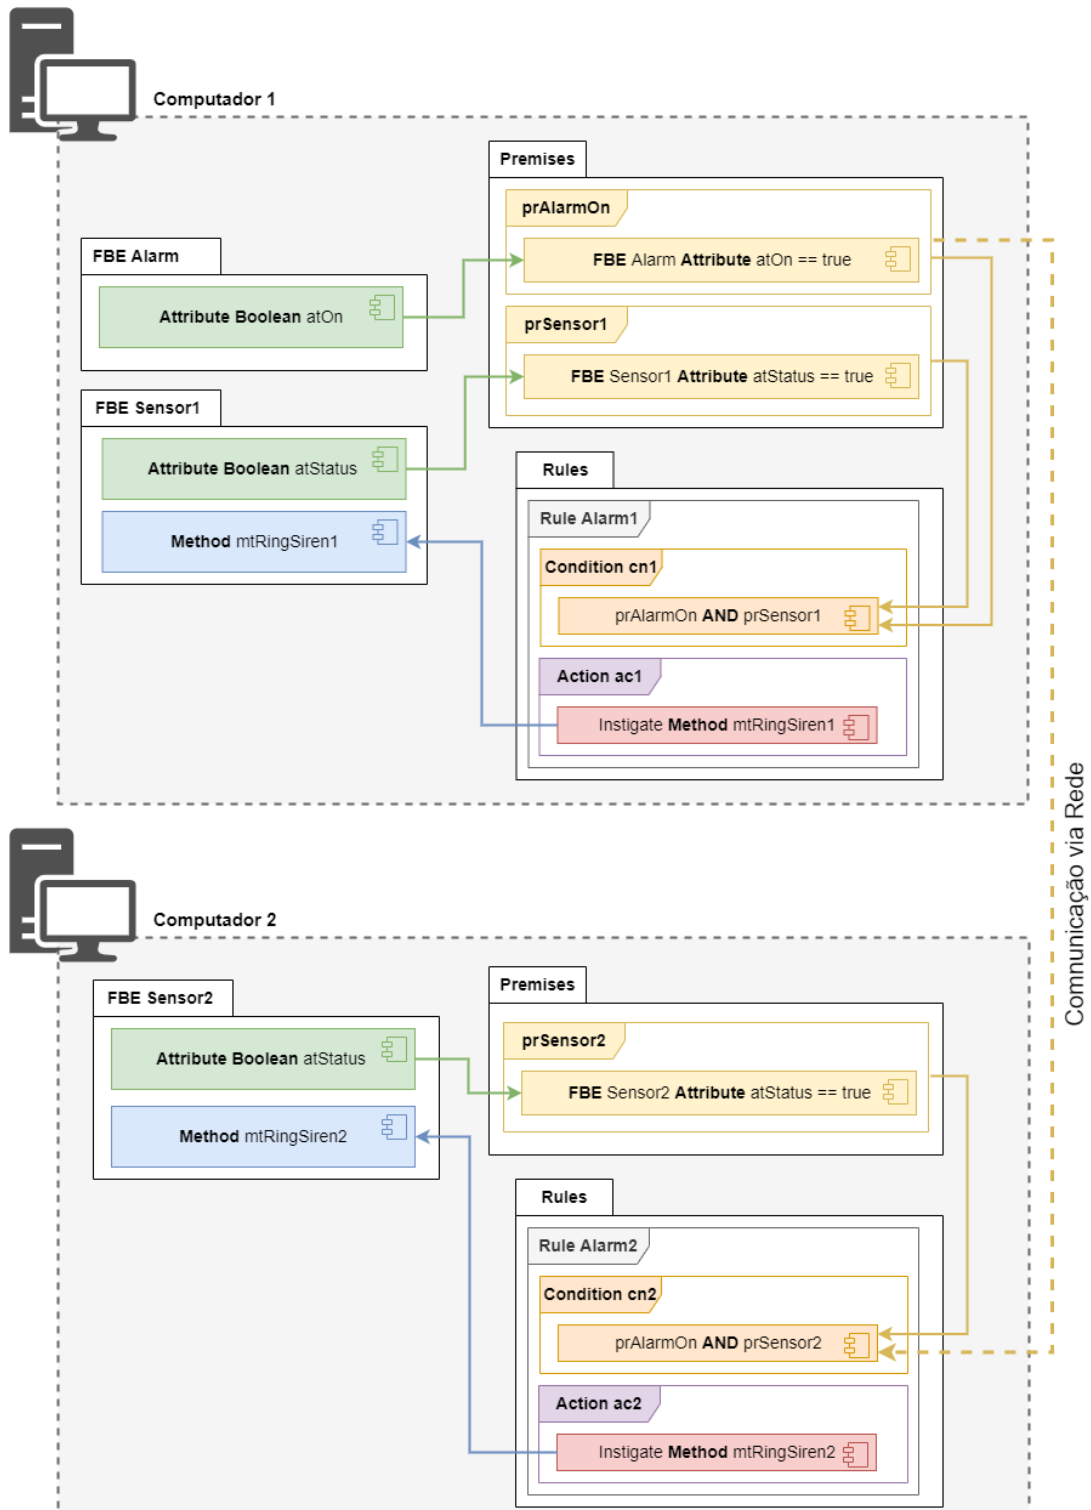 Computador 1
Premises
prAlarmOn
FBE Alarm Attribute atOn == true
FBE Alarm
Attribute Boolean atOn
prSensor1
FBE Sensor1 Attribute atStatus == true
FBE Sensor1
Attribute Boolean atStatus
Method mtRingSiren1
Rules
Rule Alarm1
Condition cn1
prAlarmOn AND prSensor1
Action ac1
Instigate Method mtRingSiren1
Comnunicação via Rede
Computador 2
FBE Sensor2
Attribute Boolean atStatus
Method mtRingSiren2
Premises
prSensor2
FBE Sensor2 Attribute atStatus == true
Rules
Rule Alarm2
Condition cn2
prAlarmOn AND prSensor2
Action ac2
Instigate Method mtRingSiren2